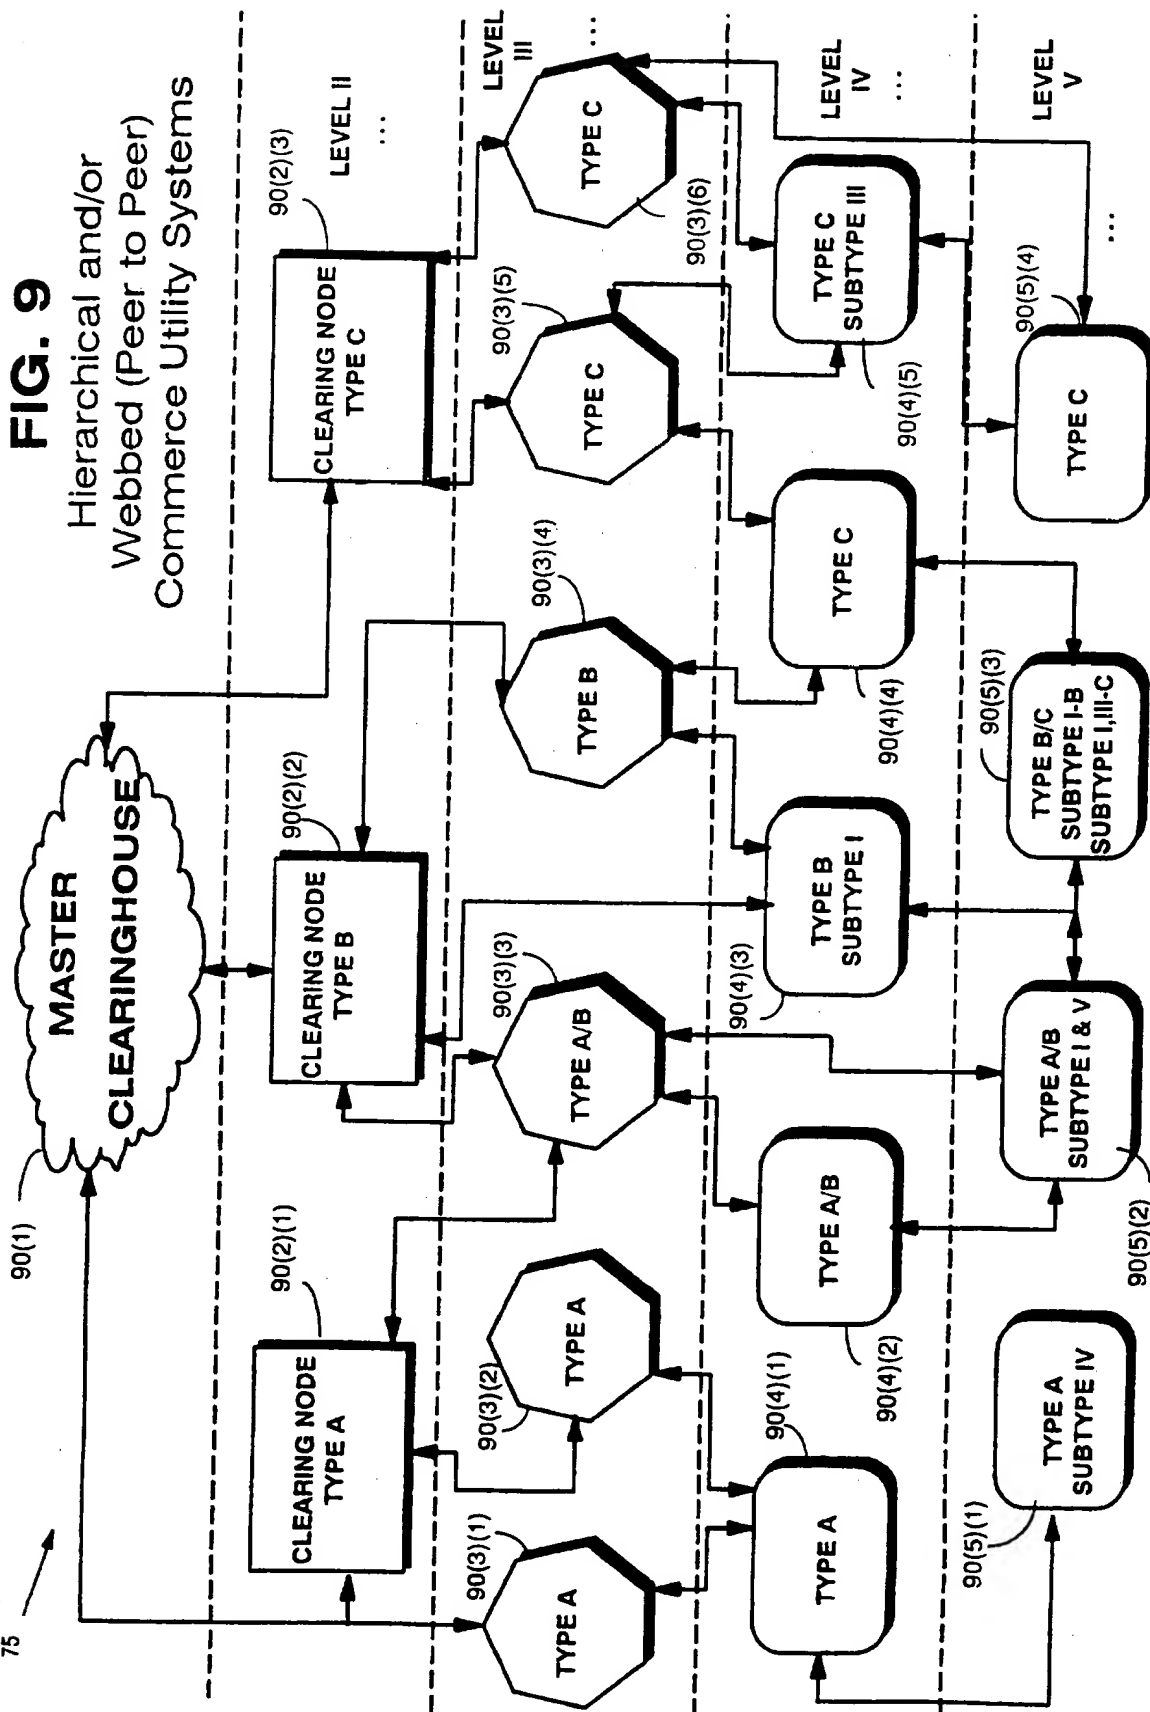 FIG. 9
Hierarchical and/or
Webbed (Peer to Peer)
Commerce Utility Systems
75
90(1)
MASTER
CLEARINGHOUSE
LEVEL II
...
90(2)(1)
CLEARING NODE
TYPE A
90(2)(2)
CLEARING NODE
TYPE B
90(2)(3)
CLEARING NODE
TYPE C
LEVEL
III
...
90(3)(1)
TYPE A
90(3)(2)
TYPE A
90(3)(3)
TYPE A/B
90(3)(4)
TYPE B
90(3)(5)
TYPE C
90(3)(6)
TYPE C
LEVEL
IV
...
90(4)(1)
TYPE A
90(4)(2)
TYPE A/B
90(4)(3)
TYPE B
SUBTYPE I
90(4)(4)
TYPE C
90(4)(5)
TYPE C
SUBTYPE III
LEVEL
V
...
90(5)(1)
TYPE A
SUBTYPE IV
90(5)(2)
TYPE A/B
SUBTYPE I & V
90(5)(3)
TYPE B/C
SUBTYPE I-B
SUBTYPE I,III-C
90(5)(4)
TYPE C